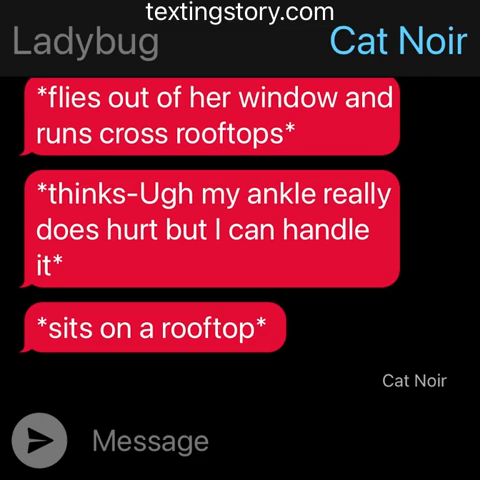 textingstory.com
Ladybug
Cat Noir
*flies out of her window and
runs cross rooftops*
*thinks-Ugh my ankle really
does hurt but I can handle
it*
*sits on a rooftop*
Cat Noir
Message